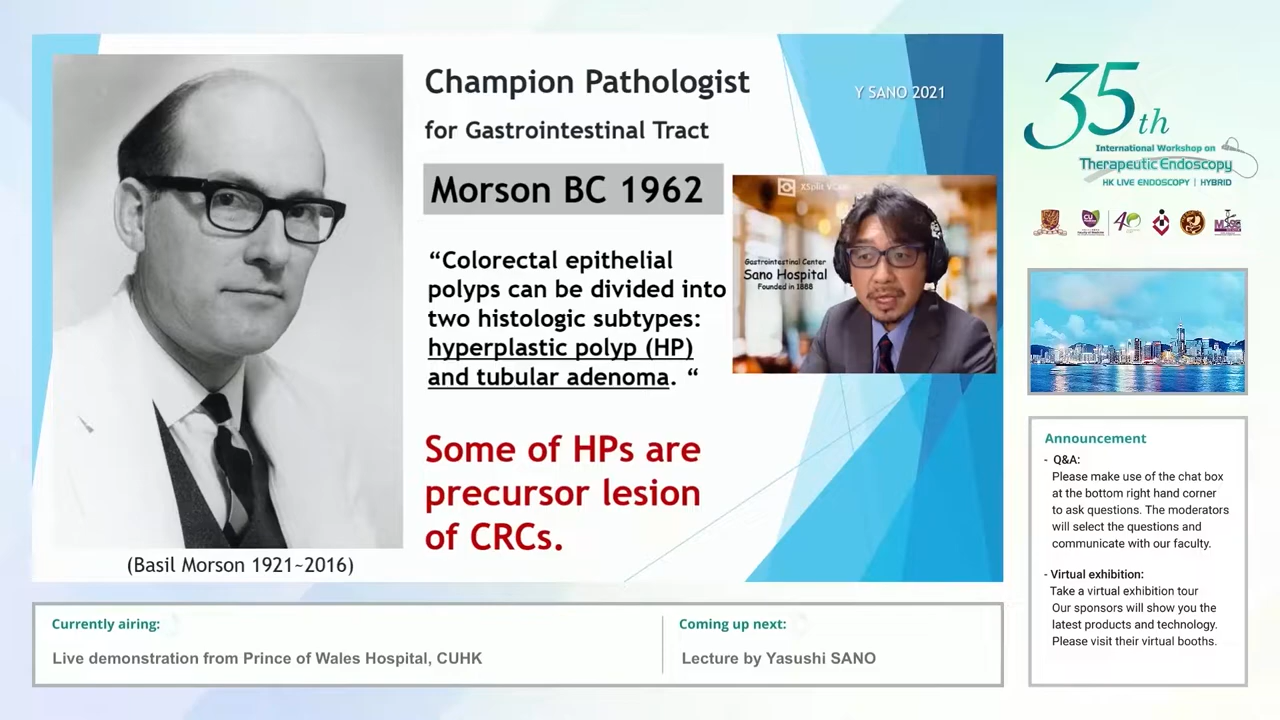 Champion Pathologist
for Gastrointestinal Tract
Y SANO 2021
Morson BC 1962
XSplit VCam
Gastrointestinal Center
Sano Hospital
Founded in 1888
“Colorectal epithelial
polyps can be divided into
two histologic subtypes:
hyperplastic polyp (HP)
and tubular adenoma. “
Some of HPs are
precursor lesion
of CRCs.
(Basil Morson 1921~2016)
35th
International Workshop on
Therapeutic Endoscopy
HK LIVE ENDOSCOPY | HYBRID
Announcement
- Q&A:
Please make use of the chat box
at the bottom right hand corner
to ask questions. The moderators
will select the questions and
communicate with our faculty.
- Virtual exhibition:
Take a virtual exhibition tour
Our sponsors will show you the
latest products and technology.
Please visit their virtual booths.
Currently airing:
Live demonstration from Prince of Wales Hospital, CUHK
Coming up next:
Lecture by Yasushi SANO